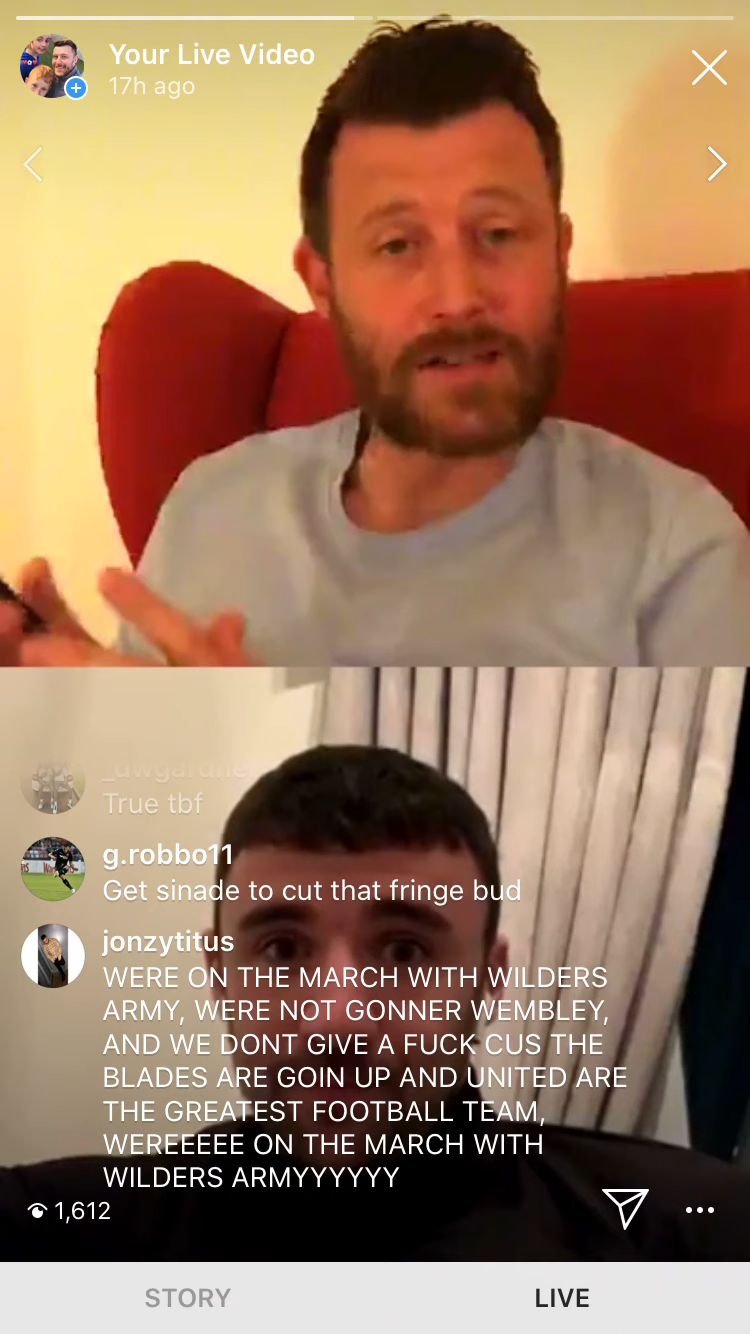 Your Live Video
17h ago
_dwgardner
True tbf
g.robbo11
Get sinade to cut that fringe bud
jonzytitus
WERE ON THE MARCH WITH WILDERS
ARMY, WERE NOT GONNER WEMBLEY,
AND WE DONT GIVE A FUCK CUS THE
BLADES ARE GOIN UP AND UNITED ARE
THE GREATEST FOOTBALL TEAM,
WEREEEEE ON THE MARCH WITH
WILDERS ARMYYYYYY
1,612
STORY LIVE